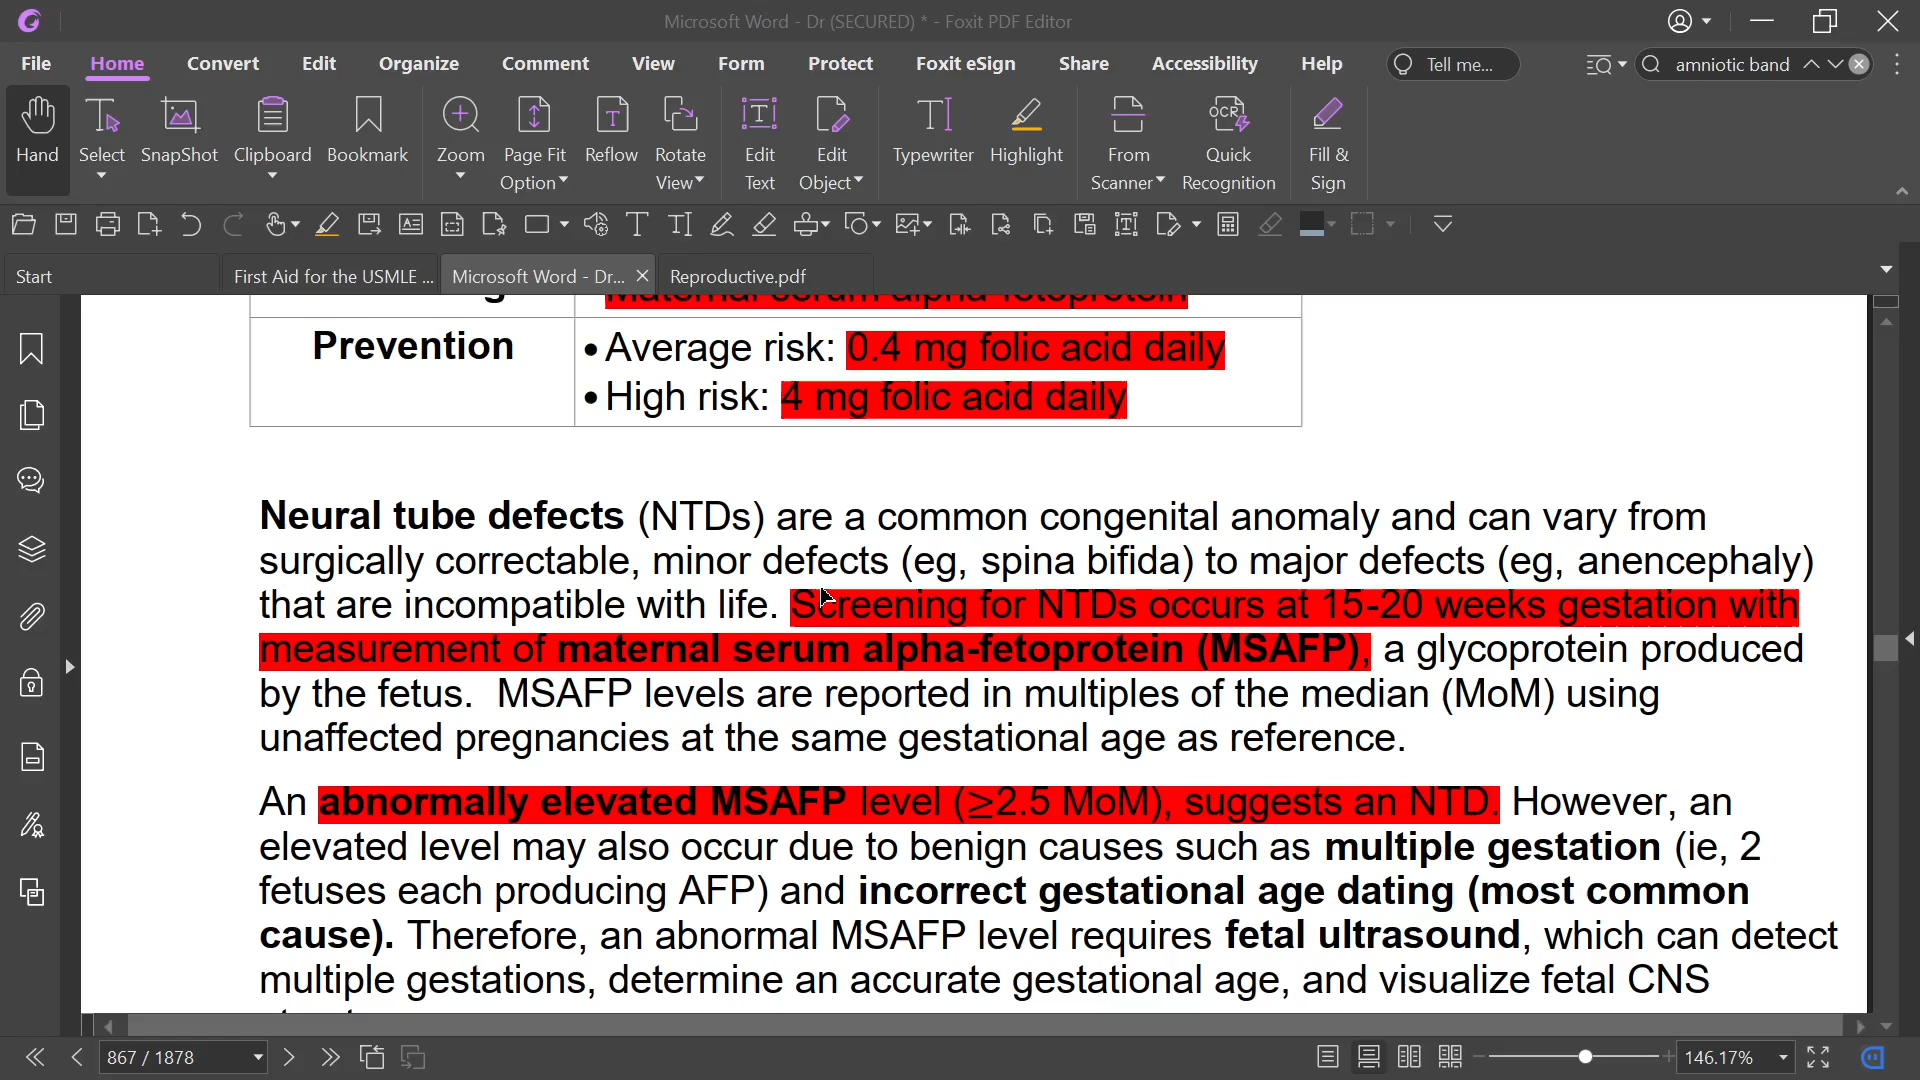 Microsoft Word - Dr (SECURED) * - Foxit PDF Editor
File Home Convert Edit Organize Comment View Form Protect Foxit eSign Share Accessibility Help Tell me... amniotic band
Hand Select SnapShot Clipboard Bookmark Zoom Page Fit Option Reflow Rotate View Edit Text Edit Object Typewriter Highlight From Scanner Quick Recognition Fill & Sign
Start First Aid for the USMLE ... Microsoft Word - Dr... Reproductive.pdf
Maternal serum alpha-fetoprotein
Prevention
• Average risk: 0.4 mg folic acid daily
• High risk: 4 mg folic acid daily
Neural tube defects (NTDs) are a common congenital anomaly and can vary from
surgically correctable, minor defects (eg, spina bifida) to major defects (eg, anencephaly)
that are incompatible with life. Screening for NTDs occurs at 15-20 weeks gestation with
measurement of maternal serum alpha-fetoprotein (MSAFP), a glycoprotein produced
by the fetus. MSAFP levels are reported in multiples of the median (MoM) using
unaffected pregnancies at the same gestational age as reference.
An abnormally elevated MSAFP level (≥2.5 MoM), suggests an NTD. However, an
elevated level may also occur due to benign causes such as multiple gestation (ie, 2
fetuses each producing AFP) and incorrect gestational age dating (most common
cause). Therefore, an abnormal MSAFP level requires fetal ultrasound, which can detect
multiple gestations, determine an accurate gestational age, and visualize fetal CNS
867 / 1878 146.17%